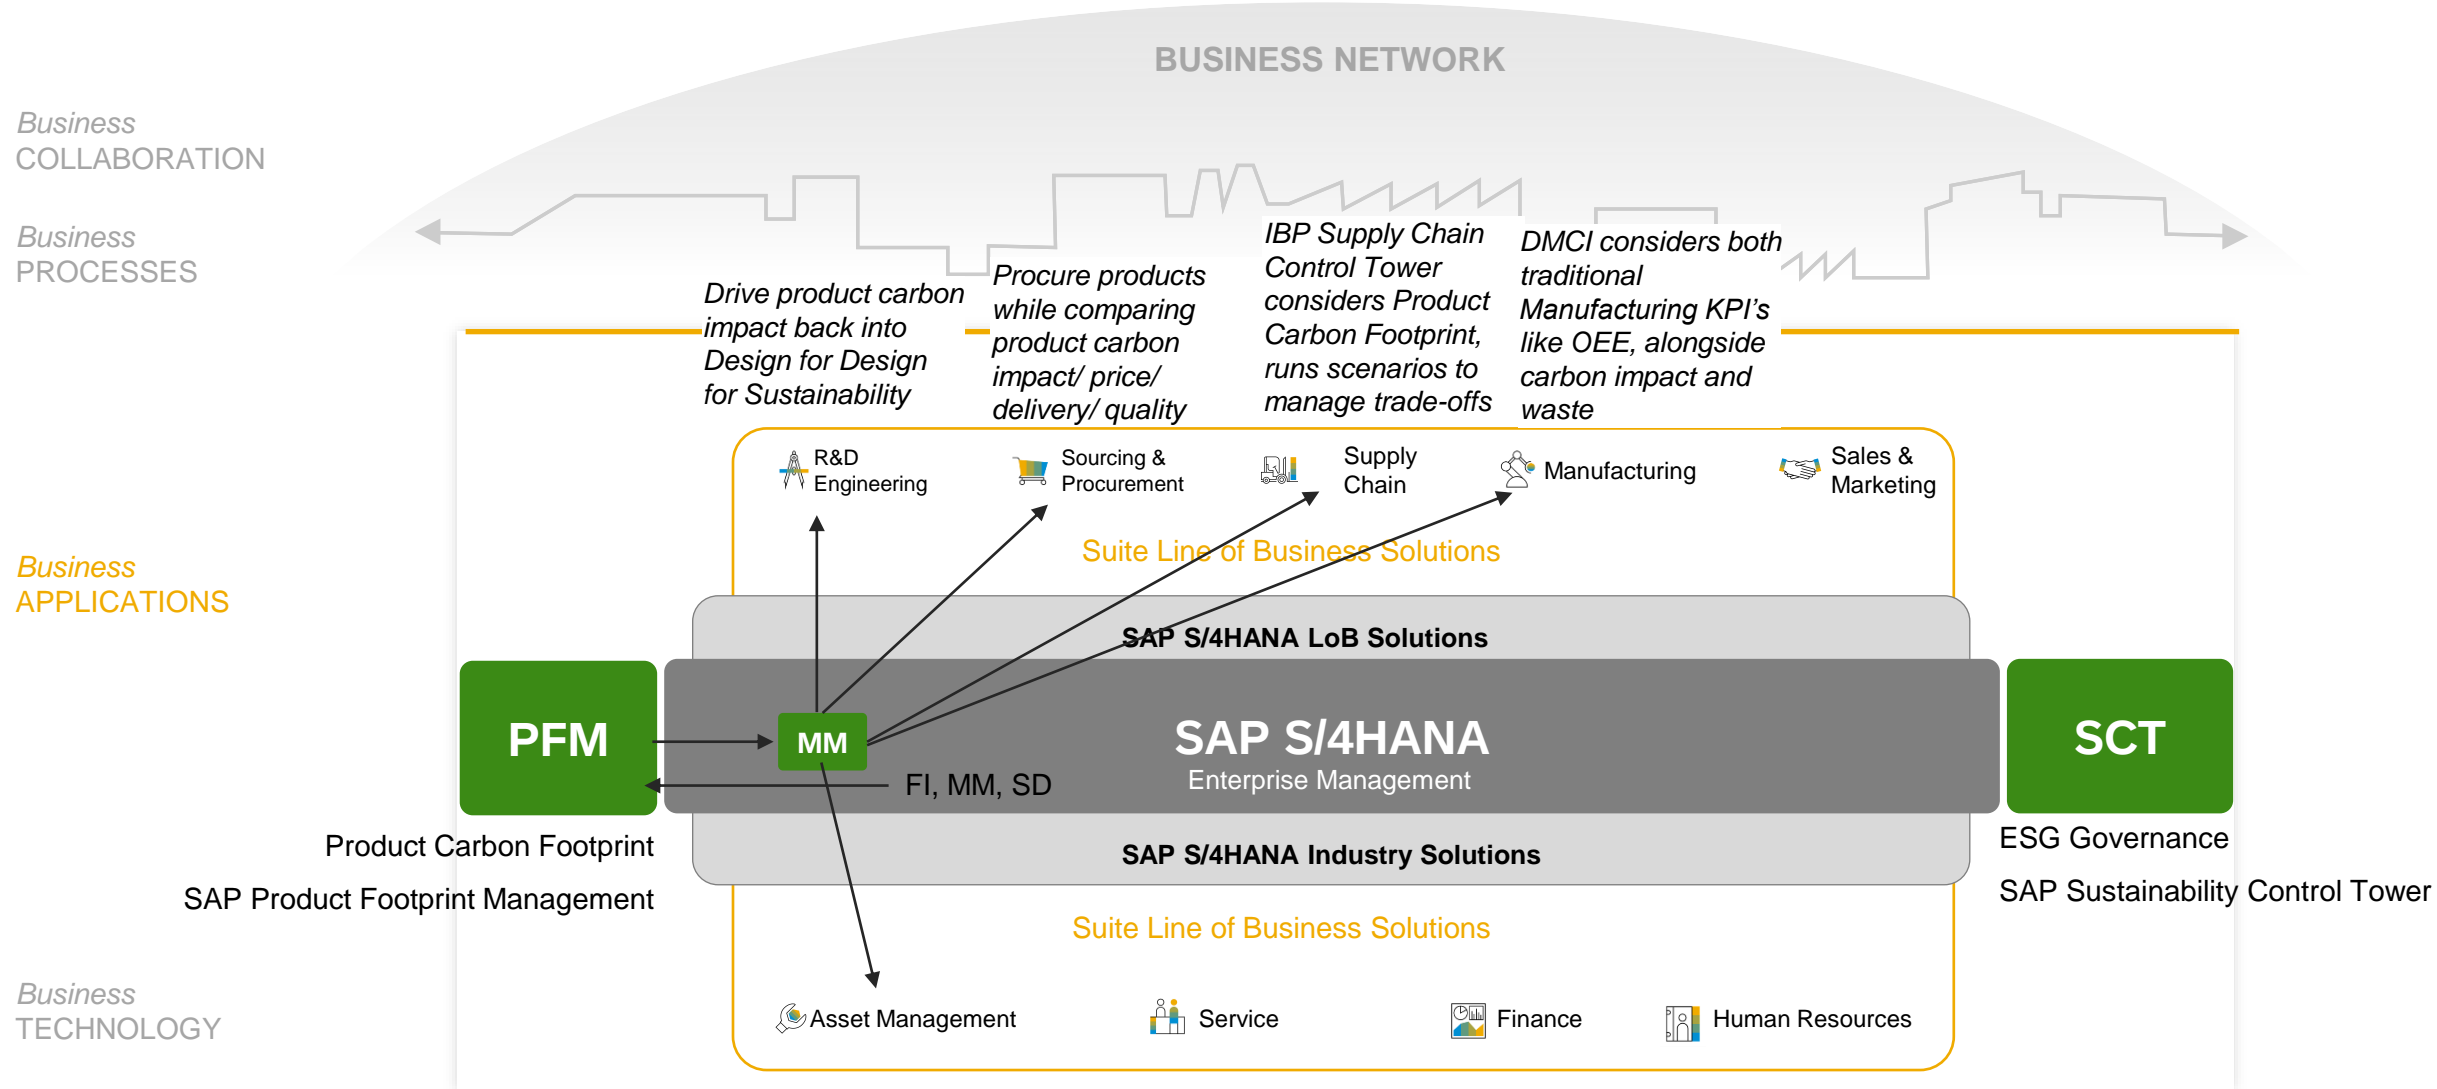 BUSINESS NETWORK
Business
COLLABORATION
Business
PROCESSES
Drive product carbon
impact back into
Design for Design
for Sustainability
Procure products
while comparing
product carbon
impact/ price/
delivery/ quality
IBP Supply Chain
Control Tower
considers Product
Carbon Footprint,
runs scenarios to
manage trade-offs
DMCI considers both
traditional
Manufacturing KPI’s
like OEE, alongside
carbon impact and
waste
R&D
Engineering
Sourcing &
Procurement
Supply
Chain
Manufacturing
Sales &
Marketing
Suite Line of Business Solutions
Business
APPLICATIONS
SAP S/4HANA LoB Solutions
PFM
MM
SAP S/4HANA
Enterprise Management
FI, MM, SD
SCT
Product Carbon Footprint
SAP Product Footprint Management
SAP S/4HANA Industry Solutions
ESG Governance
SAP Sustainability Control Tower
Suite Line of Business Solutions
Business
TECHNOLOGY
Asset Management
Service
Finance
Human Resources